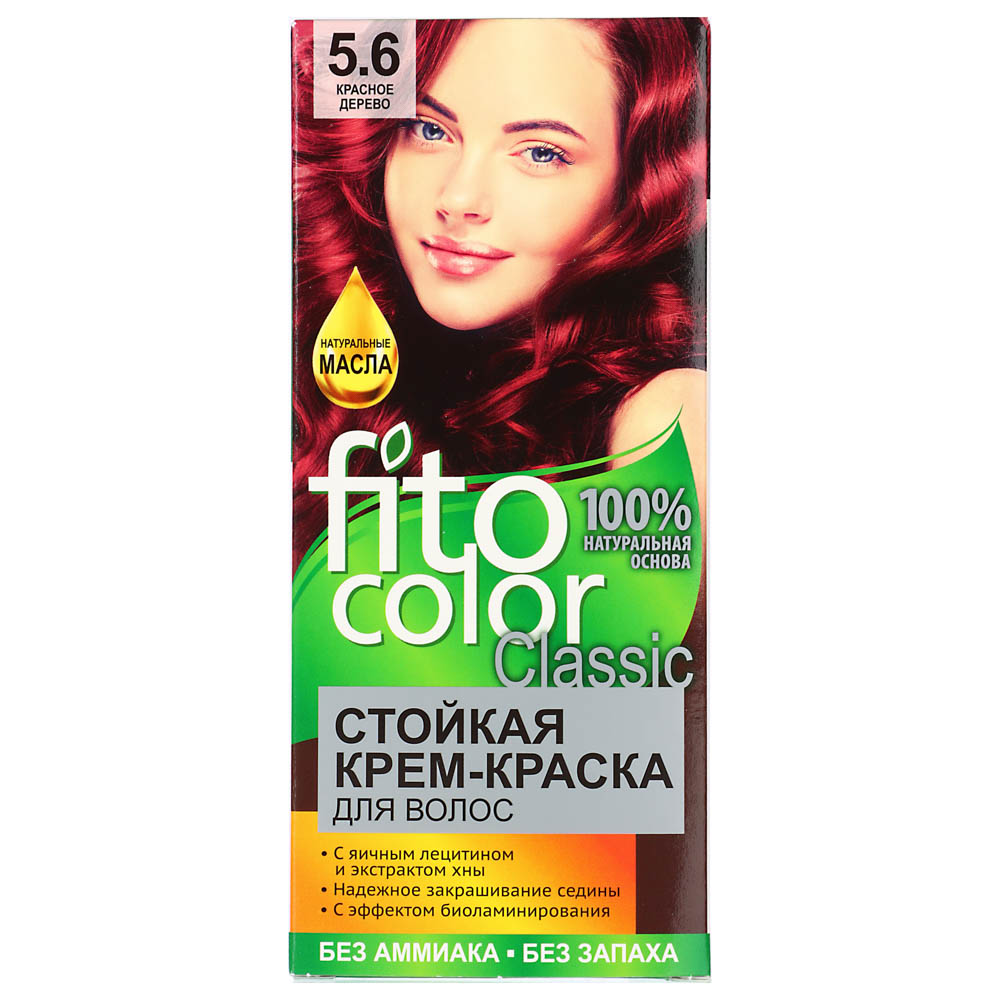 5.6
КРАСНОЕ
ДЕРЕВО
НАТУРАЛЬНЫЕ
МАСЛА
fito
color
Classic
100%
НАТУРАЛЬНАЯ
ОСНОВА
СТОЙКАЯ
КРЕМ-КРАСКА
ДЛЯ ВОЛОС
• С яичным лецитином
и экстрактом хны
• Надежное закрашивание седины
• С эффектом биоламинирования
БЕЗ АММИАКА ▪ БЕЗ ЗАПАХА